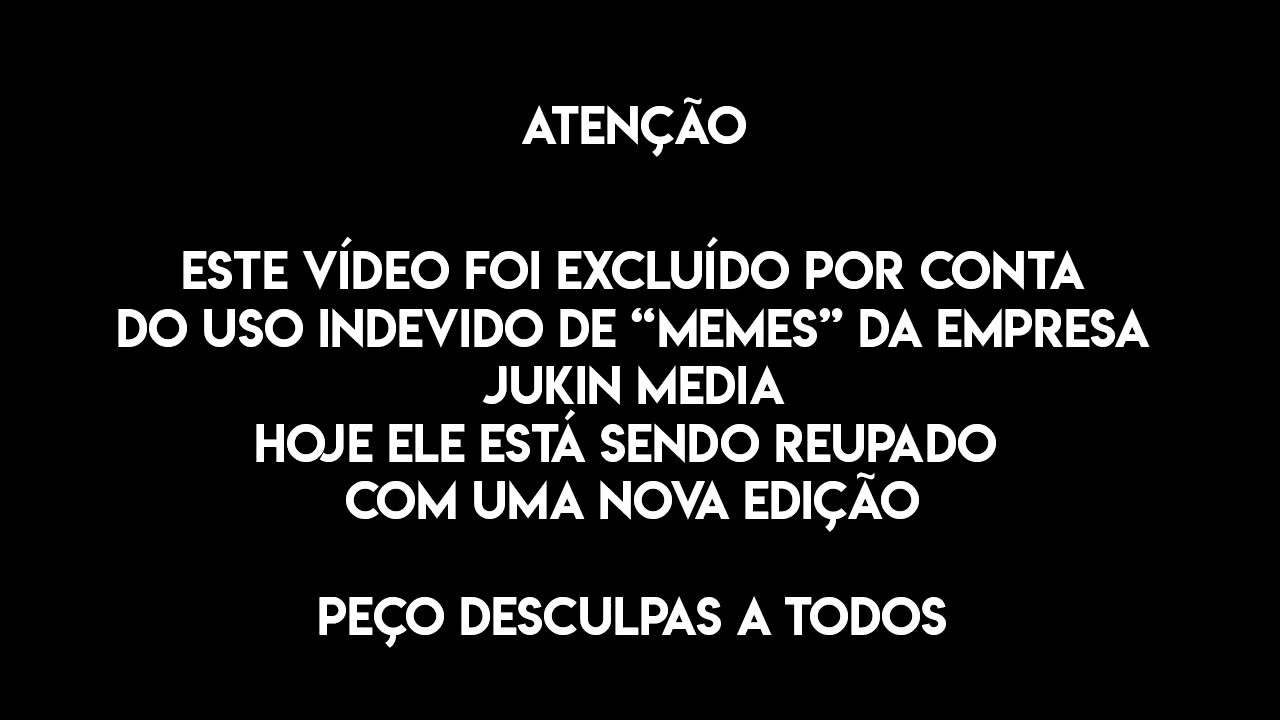 ATENÇÃO
ESTE VÍDEO FOI EXCLUÍDO POR CONTA
DO USO INDEVIDO DE “MEMES” DA EMPRESA
JUKIN MEDIA
HOJE ELE ESTÁ SENDO REUPADO
COM UMA NOVA EDIÇÃO
PEÇO DESCULPAS A TODOS